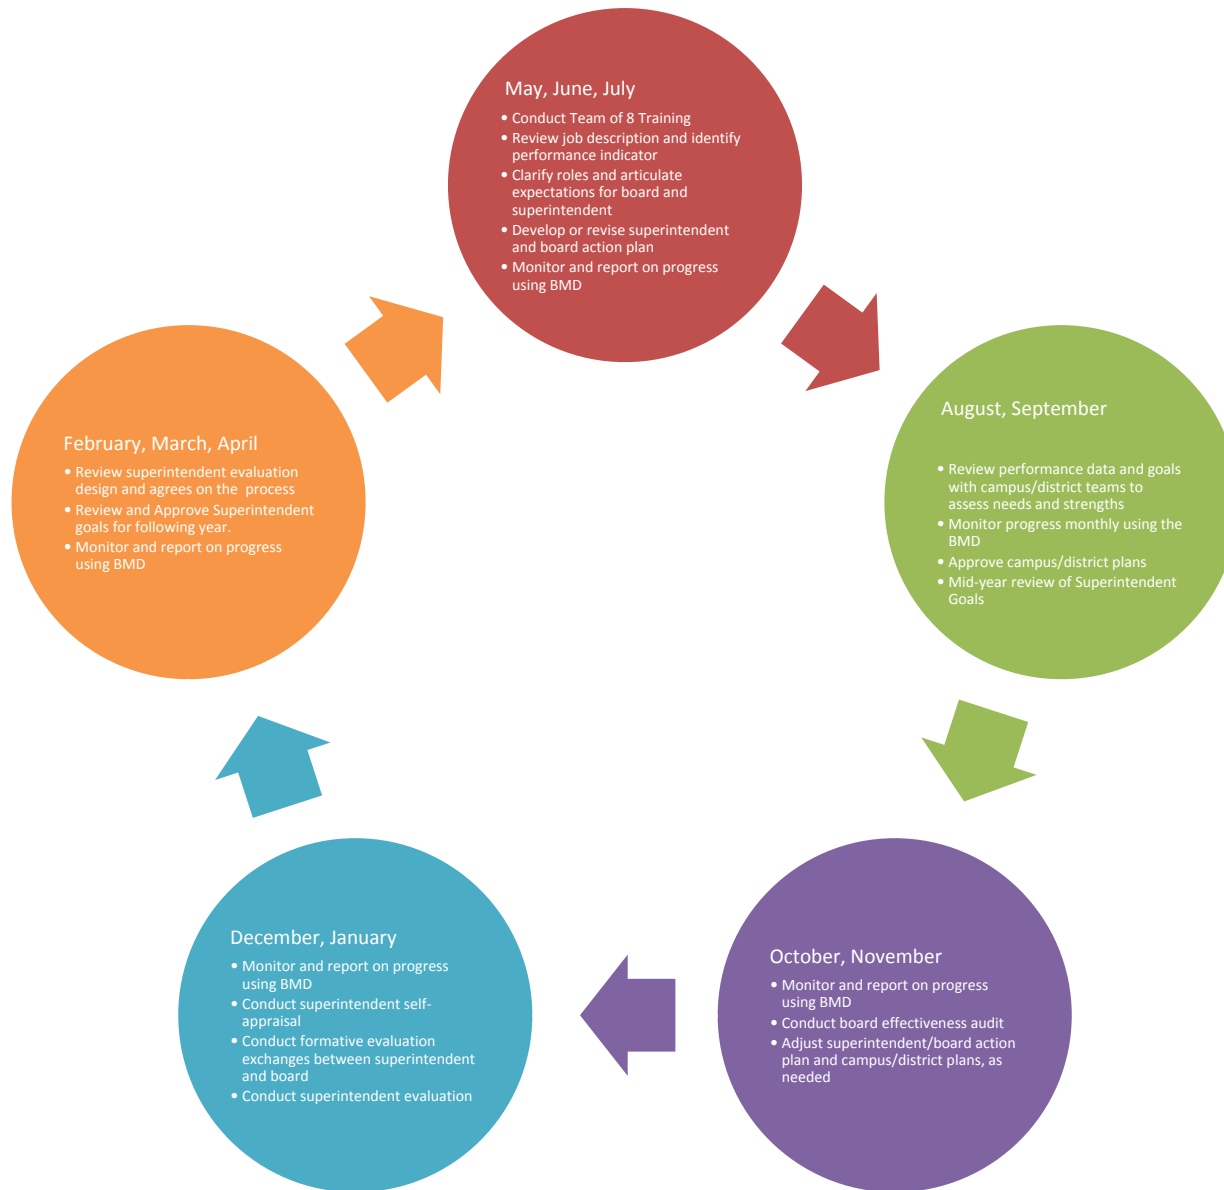 May, June, July
• Conduct Team of 8 Training
• Review job description and identify
performance indicator
• Clarify roles and articulate
expectations for board and
superintendent
• Develop or revise superintendent
and board action plan
• Monitor and report on progress
using BMD
August, September
• Review performance data and goals
with campus/district teams to
assess needs and strengths
• Monitor progress monthly using the
BMD
• Approve campus/district plans
• Mid-year review of Superintendent
Goals
October, November
• Monitor and report on progress
using BMD
• Conduct board effectiveness audit
• Adjust superintendent/board action
plan and campus/district plans, as
needed
December, January
• Monitor and report on progress
using BMD
• Conduct superintendent self-
appraisal
• Conduct formative evaluation
exchanges between superintendent
and board
• Conduct superintendent evaluation
February, March, April
• Review superintendent evaluation
design and agrees on the process
• Review and Approve Superintendent
goals for following year.
• Monitor and report on progress
using BMD